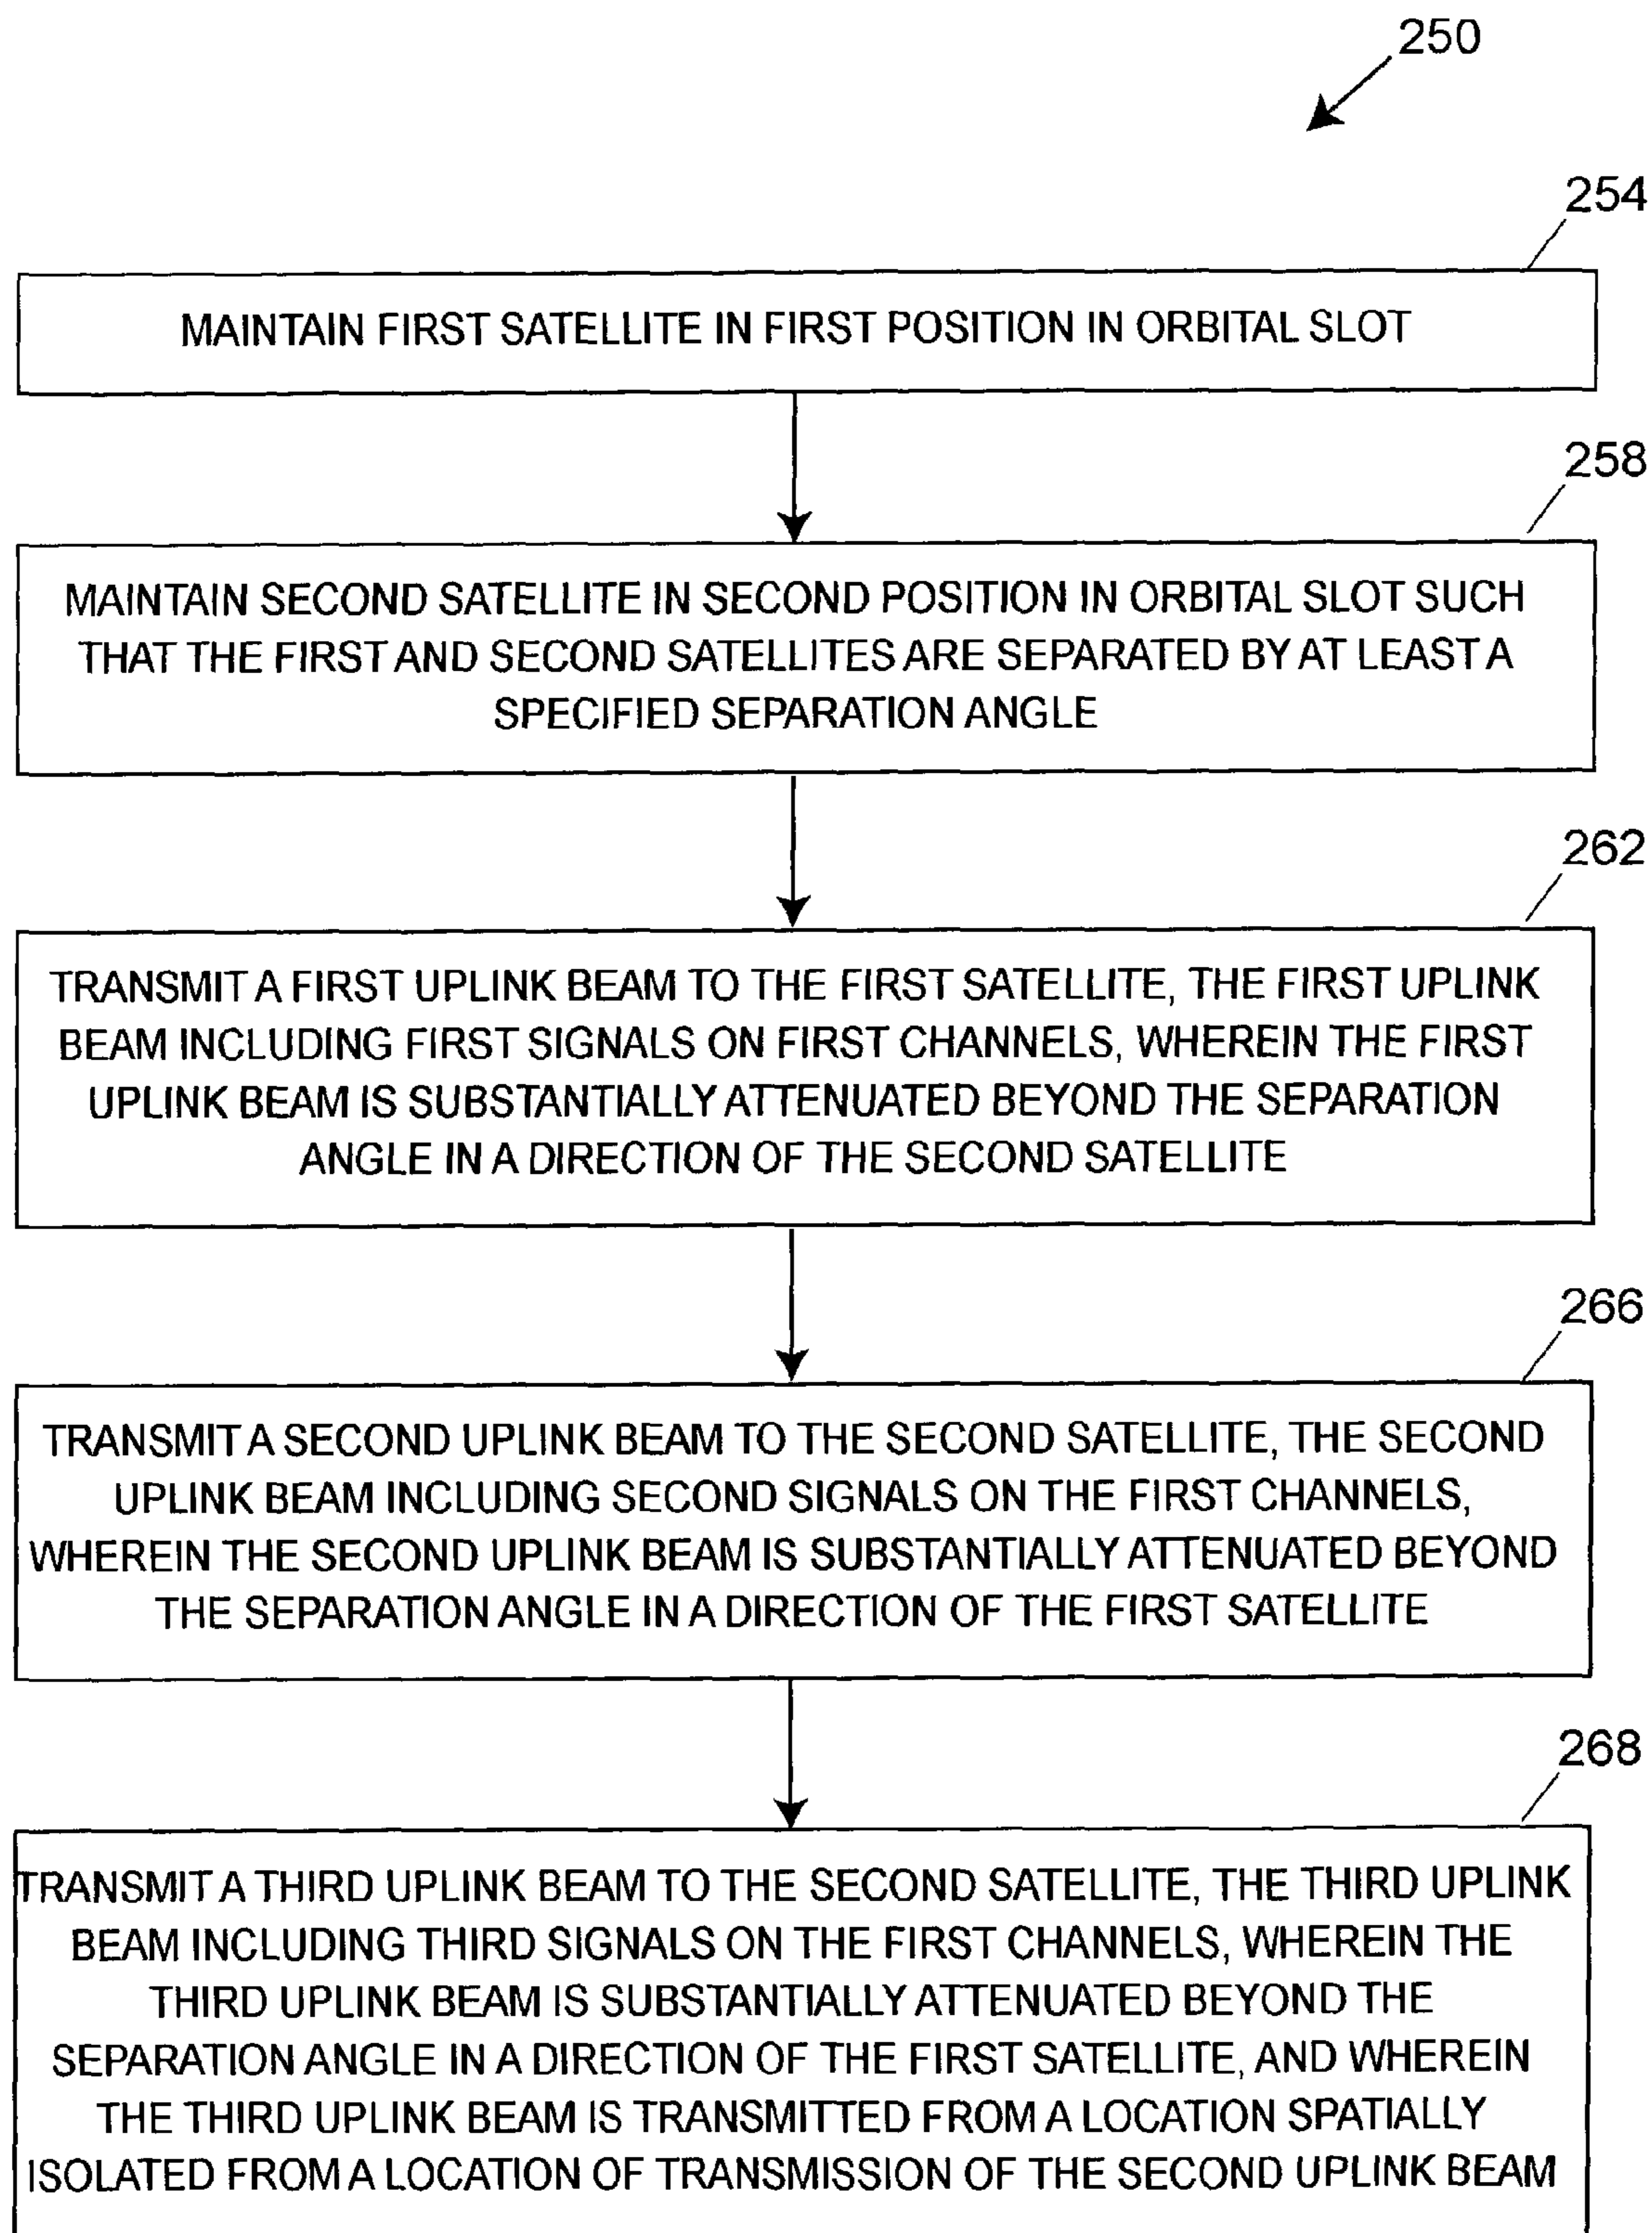 250
254
MAINTAIN FIRST SATELLITE IN FIRST POSITION IN ORBITAL SLOT
258
MAINTAIN SECOND SATELLITE IN SECOND POSITION IN ORBITAL SLOT SUCH
THAT THE FIRST AND SECOND SATELLITES ARE SEPARATED BY AT LEAST A
SPECIFIED SEPARATION ANGLE
262
TRANSMIT A FIRST UPLINK BEAM TO THE FIRST SATELLITE, THE FIRST UPLINK
BEAM INCLUDING FIRST SIGNALS ON FIRST CHANNELS, WHEREIN THE FIRST
UPLINK BEAM IS SUBSTANTIALLY ATTENUATED BEYOND THE SEPARATION
ANGLE IN A DIRECTION OF THE SECOND SATELLITE
266
TRANSMIT A SECOND UPLINK BEAM TO THE SECOND SATELLITE, THE SECOND
UPLINK BEAM INCLUDING SECOND SIGNALS ON THE FIRST CHANNELS,
WHEREIN THE SECOND UPLINK BEAM IS SUBSTANTIALLY ATTENUATED BEYOND
THE SEPARATION ANGLE IN A DIRECTION OF THE FIRST SATELLITE
268
TRANSMIT A THIRD UPLINK BEAM TO THE SECOND SATELLITE, THE THIRD UPLINK
BEAM INCLUDING THIRD SIGNALS ON THE FIRST CHANNELS, WHEREIN THE
THIRD UPLINK BEAM IS SUBSTANTIALLY ATTENUATED BEYOND THE
SEPARATION ANGLE IN A DIRECTION OF THE FIRST SATELLITE, AND WHEREIN
THE THIRD UPLINK BEAM IS TRANSMITTED FROM A LOCATION SPATIALLY
ISOLATED FROM A LOCATION OF TRANSMISSION OF THE SECOND UPLINK BEAM